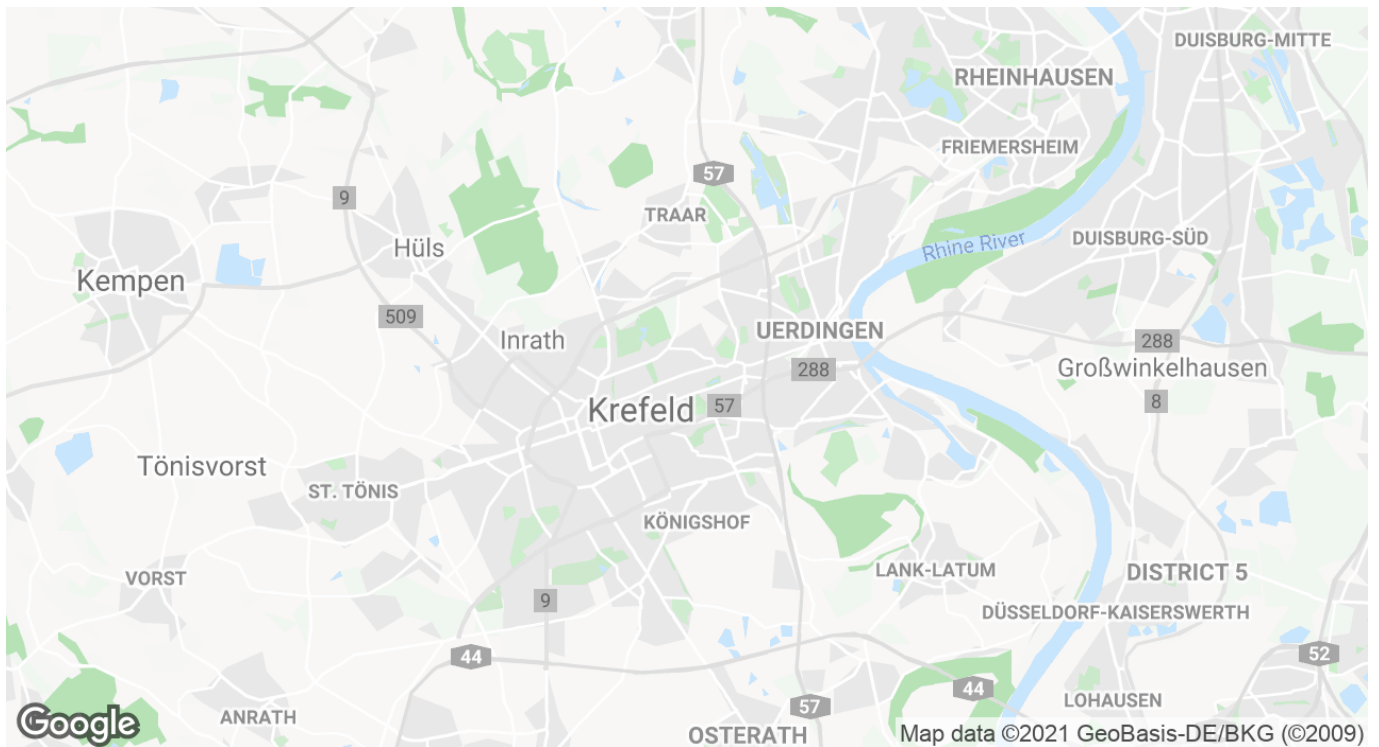 DUISBURG-MITTE
RHEINHAUSEN
FRIEMERSHEIM
57
9
TRAAR
Rhine River
DUISBURG-SÜD
Hüls
Kempen
509
Inrath
UERDINGEN
288
288
Großwinkelhausen
8
Krefeld
57
Tönisvorst
ST. TÖNIS
KÖNIGSHOF
VORST
LANK-LATUM
DISTRICT 5
9
DÜSSELDORF-KAISERSWERTH
44
52
44
LOHAUSEN
57
ANRATH
OSTERATH
Google
Map data ©2021 GeoBasis-DE/BKG (©2009)